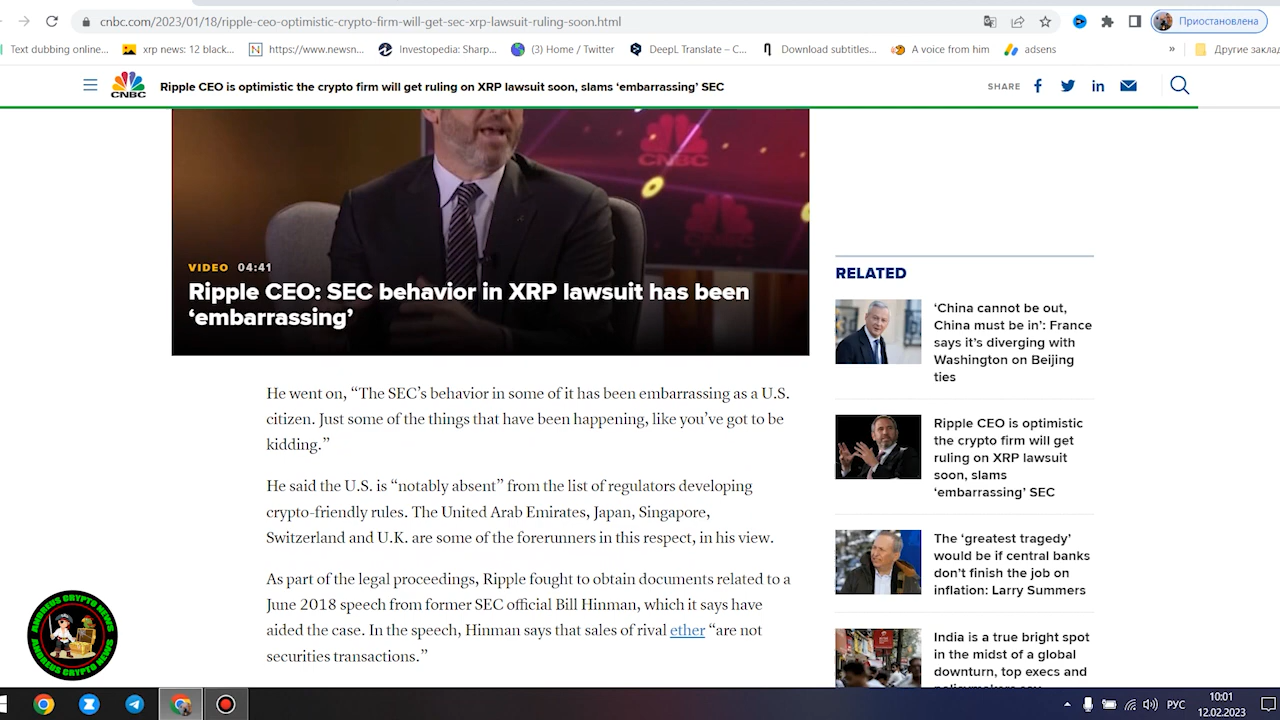 cnbc.com/2023/01/18/ripple-ceo-optimistic-crypto-firm-will-get-sec-xrp-lawsuit-ruling-soon.html
Приостановлена
Text dubbing online...
xrp news: 12 black...
https://www.newsn...
Investopedia: Sharp...
(3) Home / Twitter
DeepL Translate – C...
Download subtitles...
A voice from him
adsens
»
Другие закла
CNBC
Ripple CEO is optimistic the crypto firm will get ruling on XRP lawsuit soon, slams ‘embarrassing’ SEC
SHARE
CNBC
VIDEO 04:41
Ripple CEO: SEC behavior in XRP lawsuit has been
‘embarrassing’
He went on, “The SEC’s behavior in some of it has been embarrassing as a U.S.
citizen. Just some of the things that have been happening, like you’ve got to be
kidding.”
He said the U.S. is “notably absent” from the list of regulators developing
crypto-friendly rules. The United Arab Emirates, Japan, Singapore,
Switzerland and U.K. are some of the forerunners in this respect, in his view.
As part of the legal proceedings, Ripple fought to obtain documents related to a
June 2018 speech from former SEC official Bill Hinman, which it says have
aided the case. In the speech, Hinman says that sales of rival ether “are not
securities transactions.”
RELATED
‘China cannot be out,
China must be in’: France
says it’s diverging with
Washington on Beijing
ties
Ripple CEO is optimistic
the crypto firm will get
ruling on XRP lawsuit
soon, slams
‘embarrassing’ SEC
The ‘greatest tragedy’
would be if central banks
don’t finish the job on
inflation: Larry Summers
India is a true bright spot
in the midst of a global
downturn, top execs and
policymakers say
ANDREUS CRYPTO NEWS
ANDREUS CRYPTO NEWS
РУС
10:01
12.02.2023